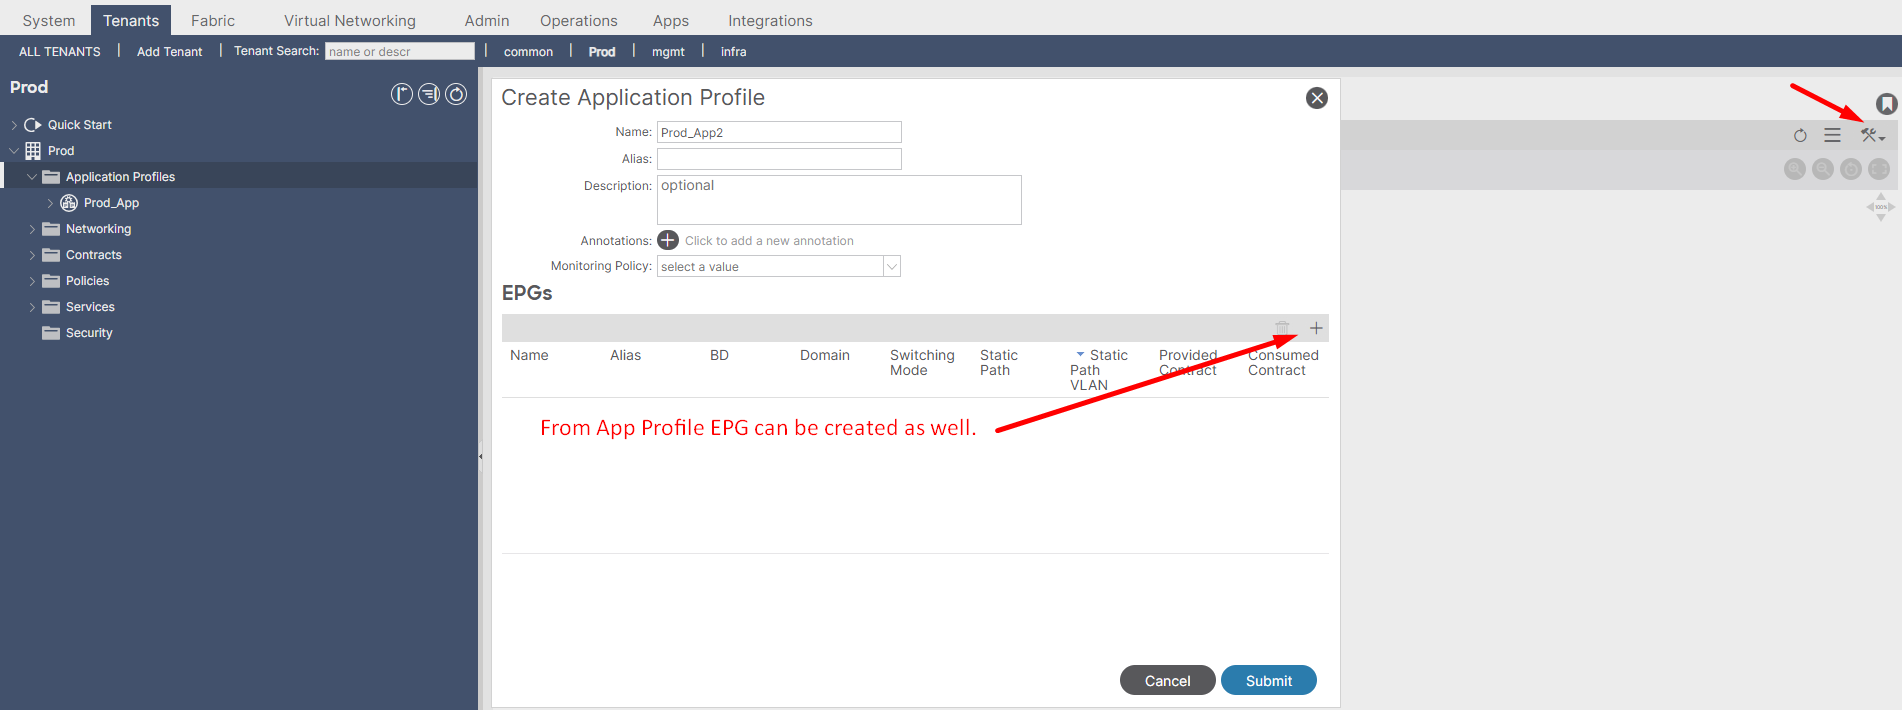 System Tenants Fabric Virtual Networking Admin Operations Apps Integrations
ALL TENANTS | Add Tenant | Tenant Search: name or descr | common | Prod | mgmt | infra
Prod
Quick Start
Prod
Application Profiles
Prod_App
Networking
Contracts
Policies
Services
Security
Create Application Profile
Name: Prod_App2
Alias:
Description: optional
Annotations: Click to add a new annotation
Monitoring Policy: select a value
EPGs
Name Alias BD Domain Switching Static Static Provided Consumed
Mode Path Path Contract Contract
VLAN
From App Profile EPG can be created as well.
Cancel Submit
100%